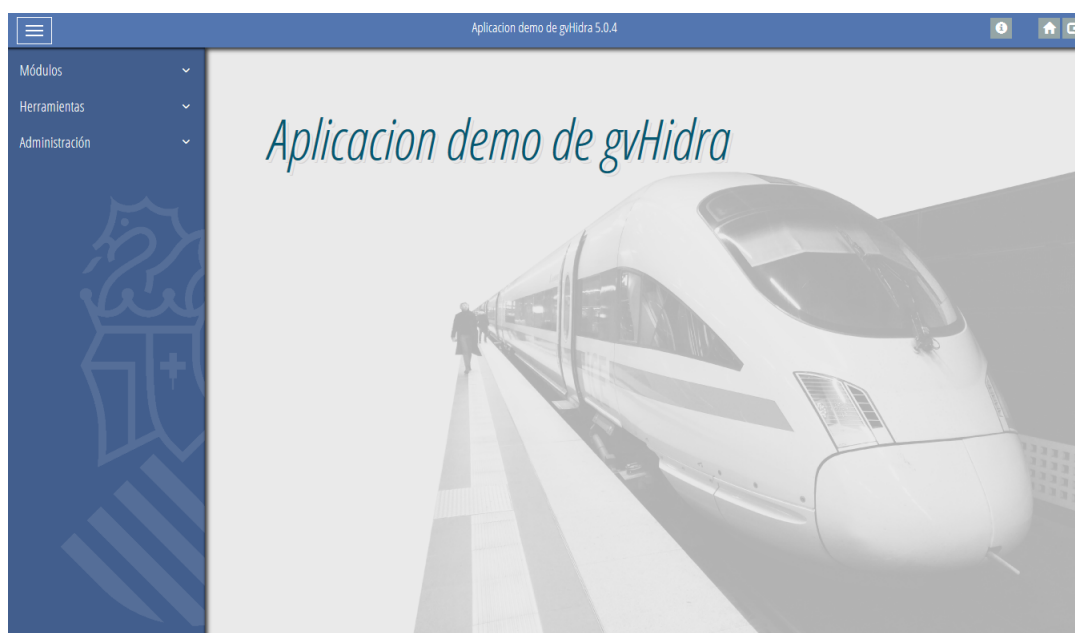 Aplicacion demo de gvHidra 5.0.4
Módulos
Herramientas
Administración
Aplicacion demo de gvHidra